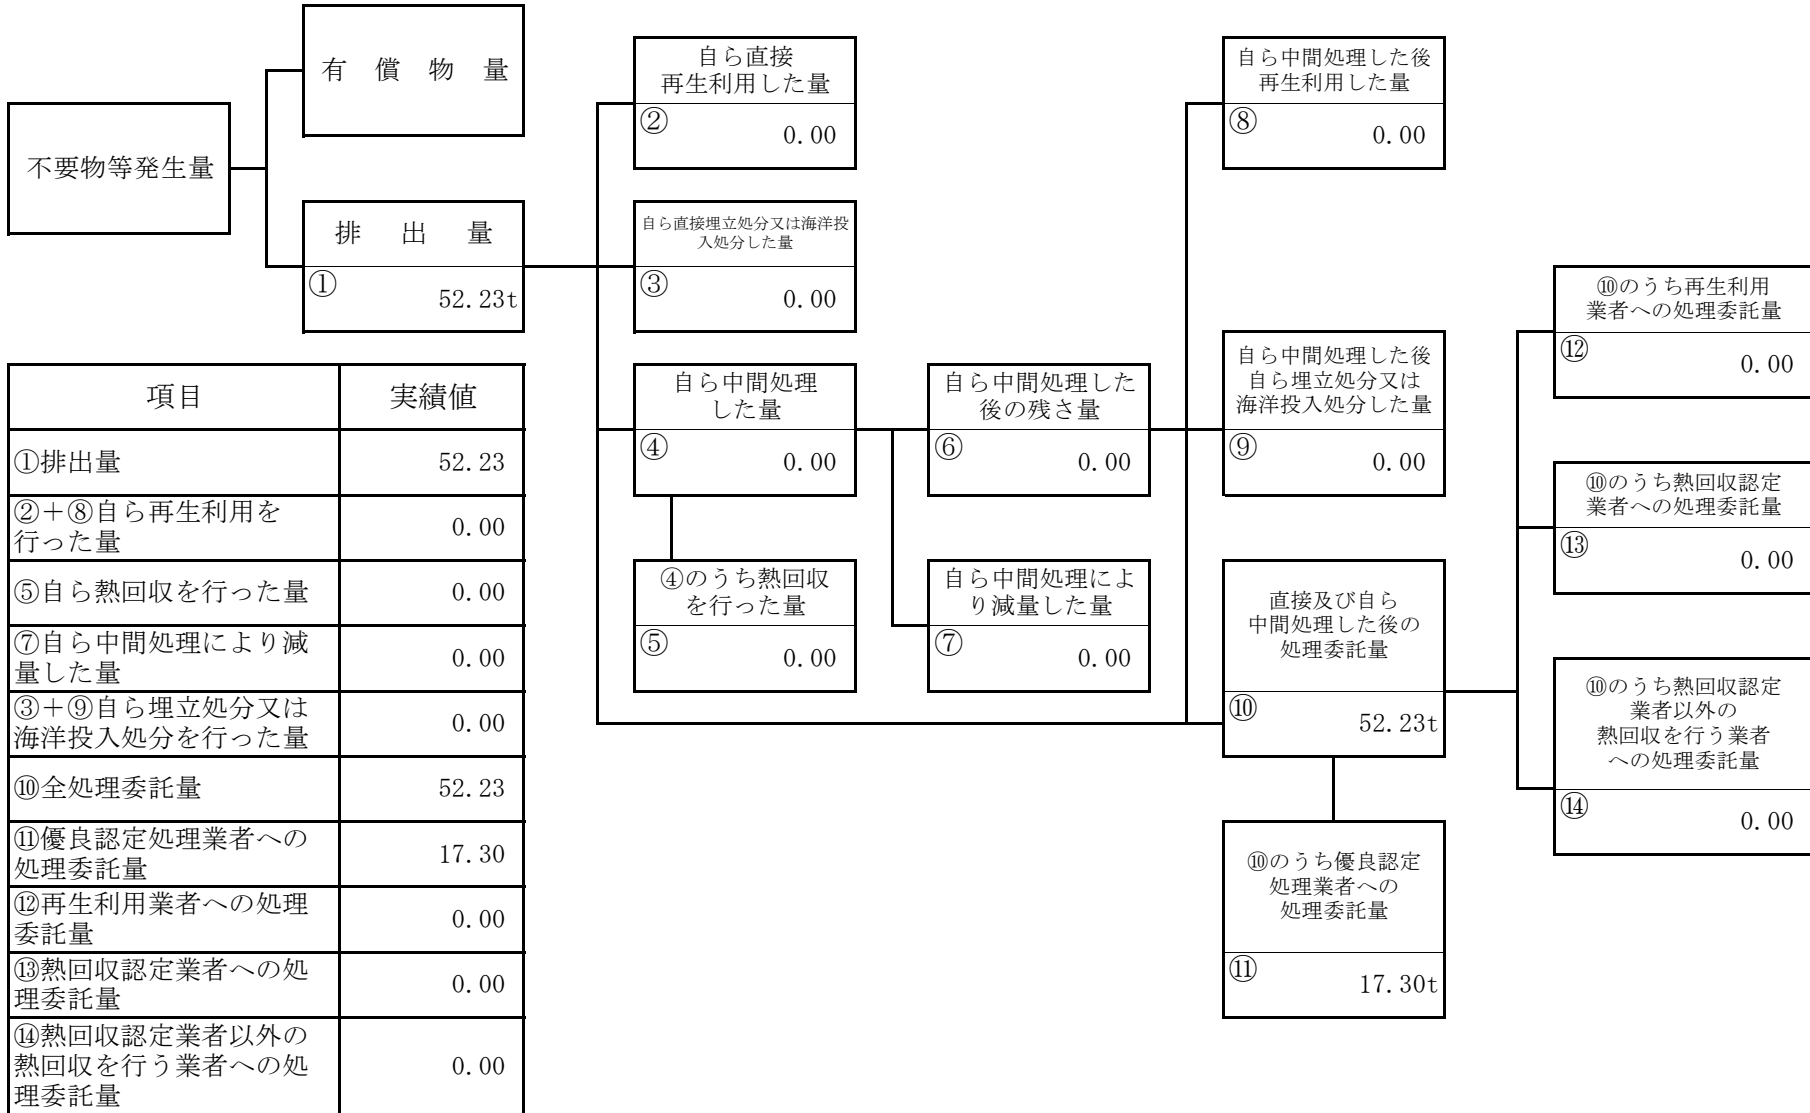 有 償 物 量
不要物等発生量
排 出 量
① 52.23t
自ら直接
再生利用した量
② 0.00
自ら直接埋立処分又は海洋投
入処分した量
③ 0.00
自ら中間処理
した量
④ 0.00
④のうち熱回収
を行った量
⑤ 0.00
自ら中間処理した
後の残さ量
⑥ 0.00
自ら中間処理によ
り減量した量
⑦ 0.00
自ら中間処理した後
再生利用した量
⑧ 0.00
自ら中間処理した後
自ら埋立処分又は
海洋投入処分した量
⑨ 0.00
直接及び自ら
中間処理した後の
処理委託量
⑩ 52.23t
⑩のうち優良認定
処理業者への
処理委託量
⑪ 17.30t
⑩のうち再生利用
業者への処理委託量
⑫ 0.00
⑩のうち熱回収認定
業者への処理委託量
⑬ 0.00
⑩のうち熱回収認定
業者以外の
熱回収を行う業者
への処理委託量
⑭ 0.00
項目 実績値
①排出量 52.23
②+⑧自ら再生利用を
行った量 0.00
⑤自ら熱回収を行った量 0.00
⑦自ら中間処理により減
量した量 0.00
③+⑨自ら埋立処分又は
海洋投入処分を行った量 0.00
⑩全処理委託量 52.23
⑪優良認定処理業者への
処理委託量 17.30
⑫再生利用業者への処理
委託量 0.00
⑬熱回収認定業者への処
理委託量 0.00
⑭熱回収認定業者以外の
熱回収を行う業者への処
理委託量 0.00